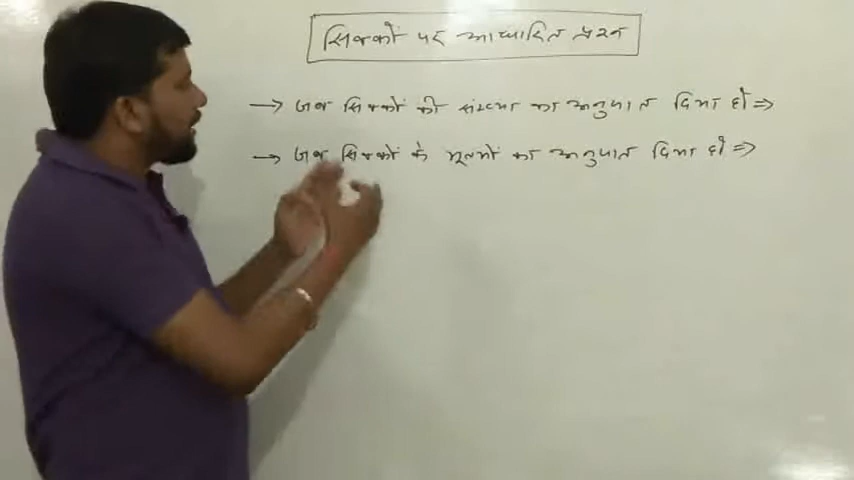 सिक्कों पर आधारित प्रश्न
→ जब सिक्कों की संख्या का अनुपात दिया हो ⇒
→ जब सिक्कों के मूल्यों का अनुपात दिया हो ⇒